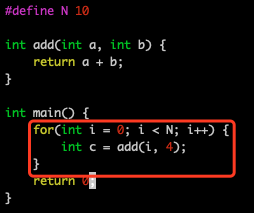 #define N 10
int add(int a, int b) {
return a + b;
}
int main() {
for(int i = 0; i < N; i++) {
int c = add(i, 4);
}
return 0;
}